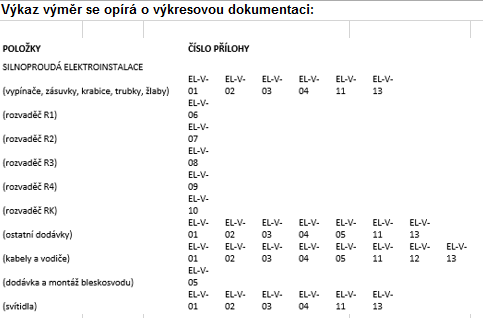 Výkaz výměr se opírá o výkresovou dokumentaci:
POLOŽKY ČÍSLO PŘÍLOHY
SILNOPROUDÁ ELEKTROINSTALACE
EL-V- EL-V- EL-V- EL-V- EL-V- EL-V-
(vypínače, zásuvky, krabice, trubky, žlaby) 01 02 03 04 11 13
EL-V-
(rozvaděč R1) 06
EL-V-
(rozvaděč R2) 07
EL-V-
(rozvaděč R3) 08
EL-V-
(rozvaděč R4) 09
EL-V-
(rozvaděč RK) 10
EL-V- EL-V- EL-V- EL-V- EL-V- EL-V- EL-V-
(ostatní dodávky) 01 02 03 04 05 11 13
EL-V- EL-V- EL-V- EL-V- EL-V- EL-V- EL-V- EL-V-
(kabely a vodiče) 01 02 03 04 05 11 12 13
EL-V-
(dodávka a montáž bleskosvodu) 05
EL-V- EL-V- EL-V- EL-V- EL-V- EL-V-
(svítidla) 01 02 03 04 11 13